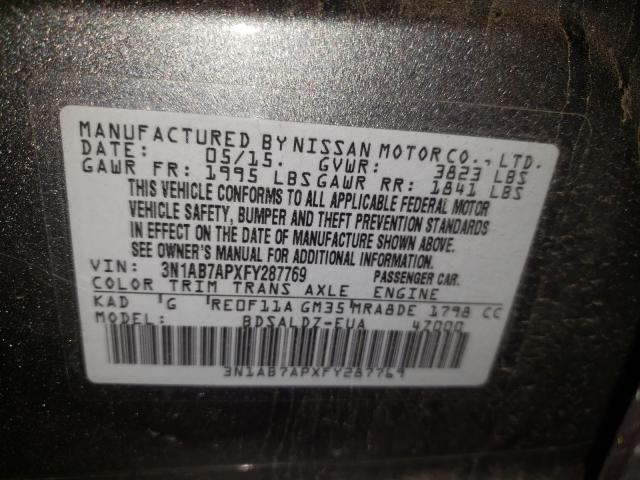 MANUFACTURED BY NISSAN MOTOR CO., LTD.
DATE: 05/15. GVWR: 3823 LBS
GAWR FR: 1995 LBS GAWR RR: 1841 LBS
THIS VEHICLE CONFORMS TO ALL APPLICABLE FEDERAL MOTOR
VEHICLE SAFETY, BUMPER AND THEFT PREVENTION STANDARDS
IN EFFECT ON THE DATE OF MANUFACTURE SHOWN ABOVE.
SEE OWNER'S MANUAL FOR ADDITIONAL INFORMATION.
VIN: 3N1AB7APXFY287769 PASSENGER CAR.
COLOR TRIM TRANS AXLE ENGINE
KAD G RE0F11A GM35 MRA8DE 1798 CC
MODEL: BDSALDZ-EUA 47000
3N1AB7APXFY287769